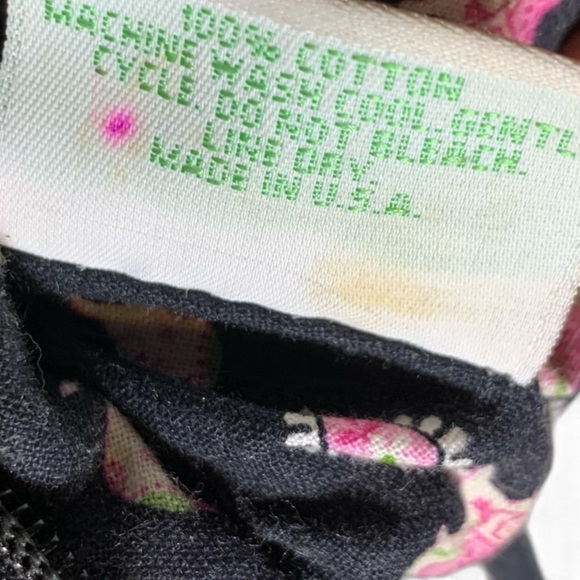 100% COTTON
MACHINE WASH COOL. GENTL
CYCLE. DO NOT BLEACH.
LINE DRY.
MADE IN U.S.A.